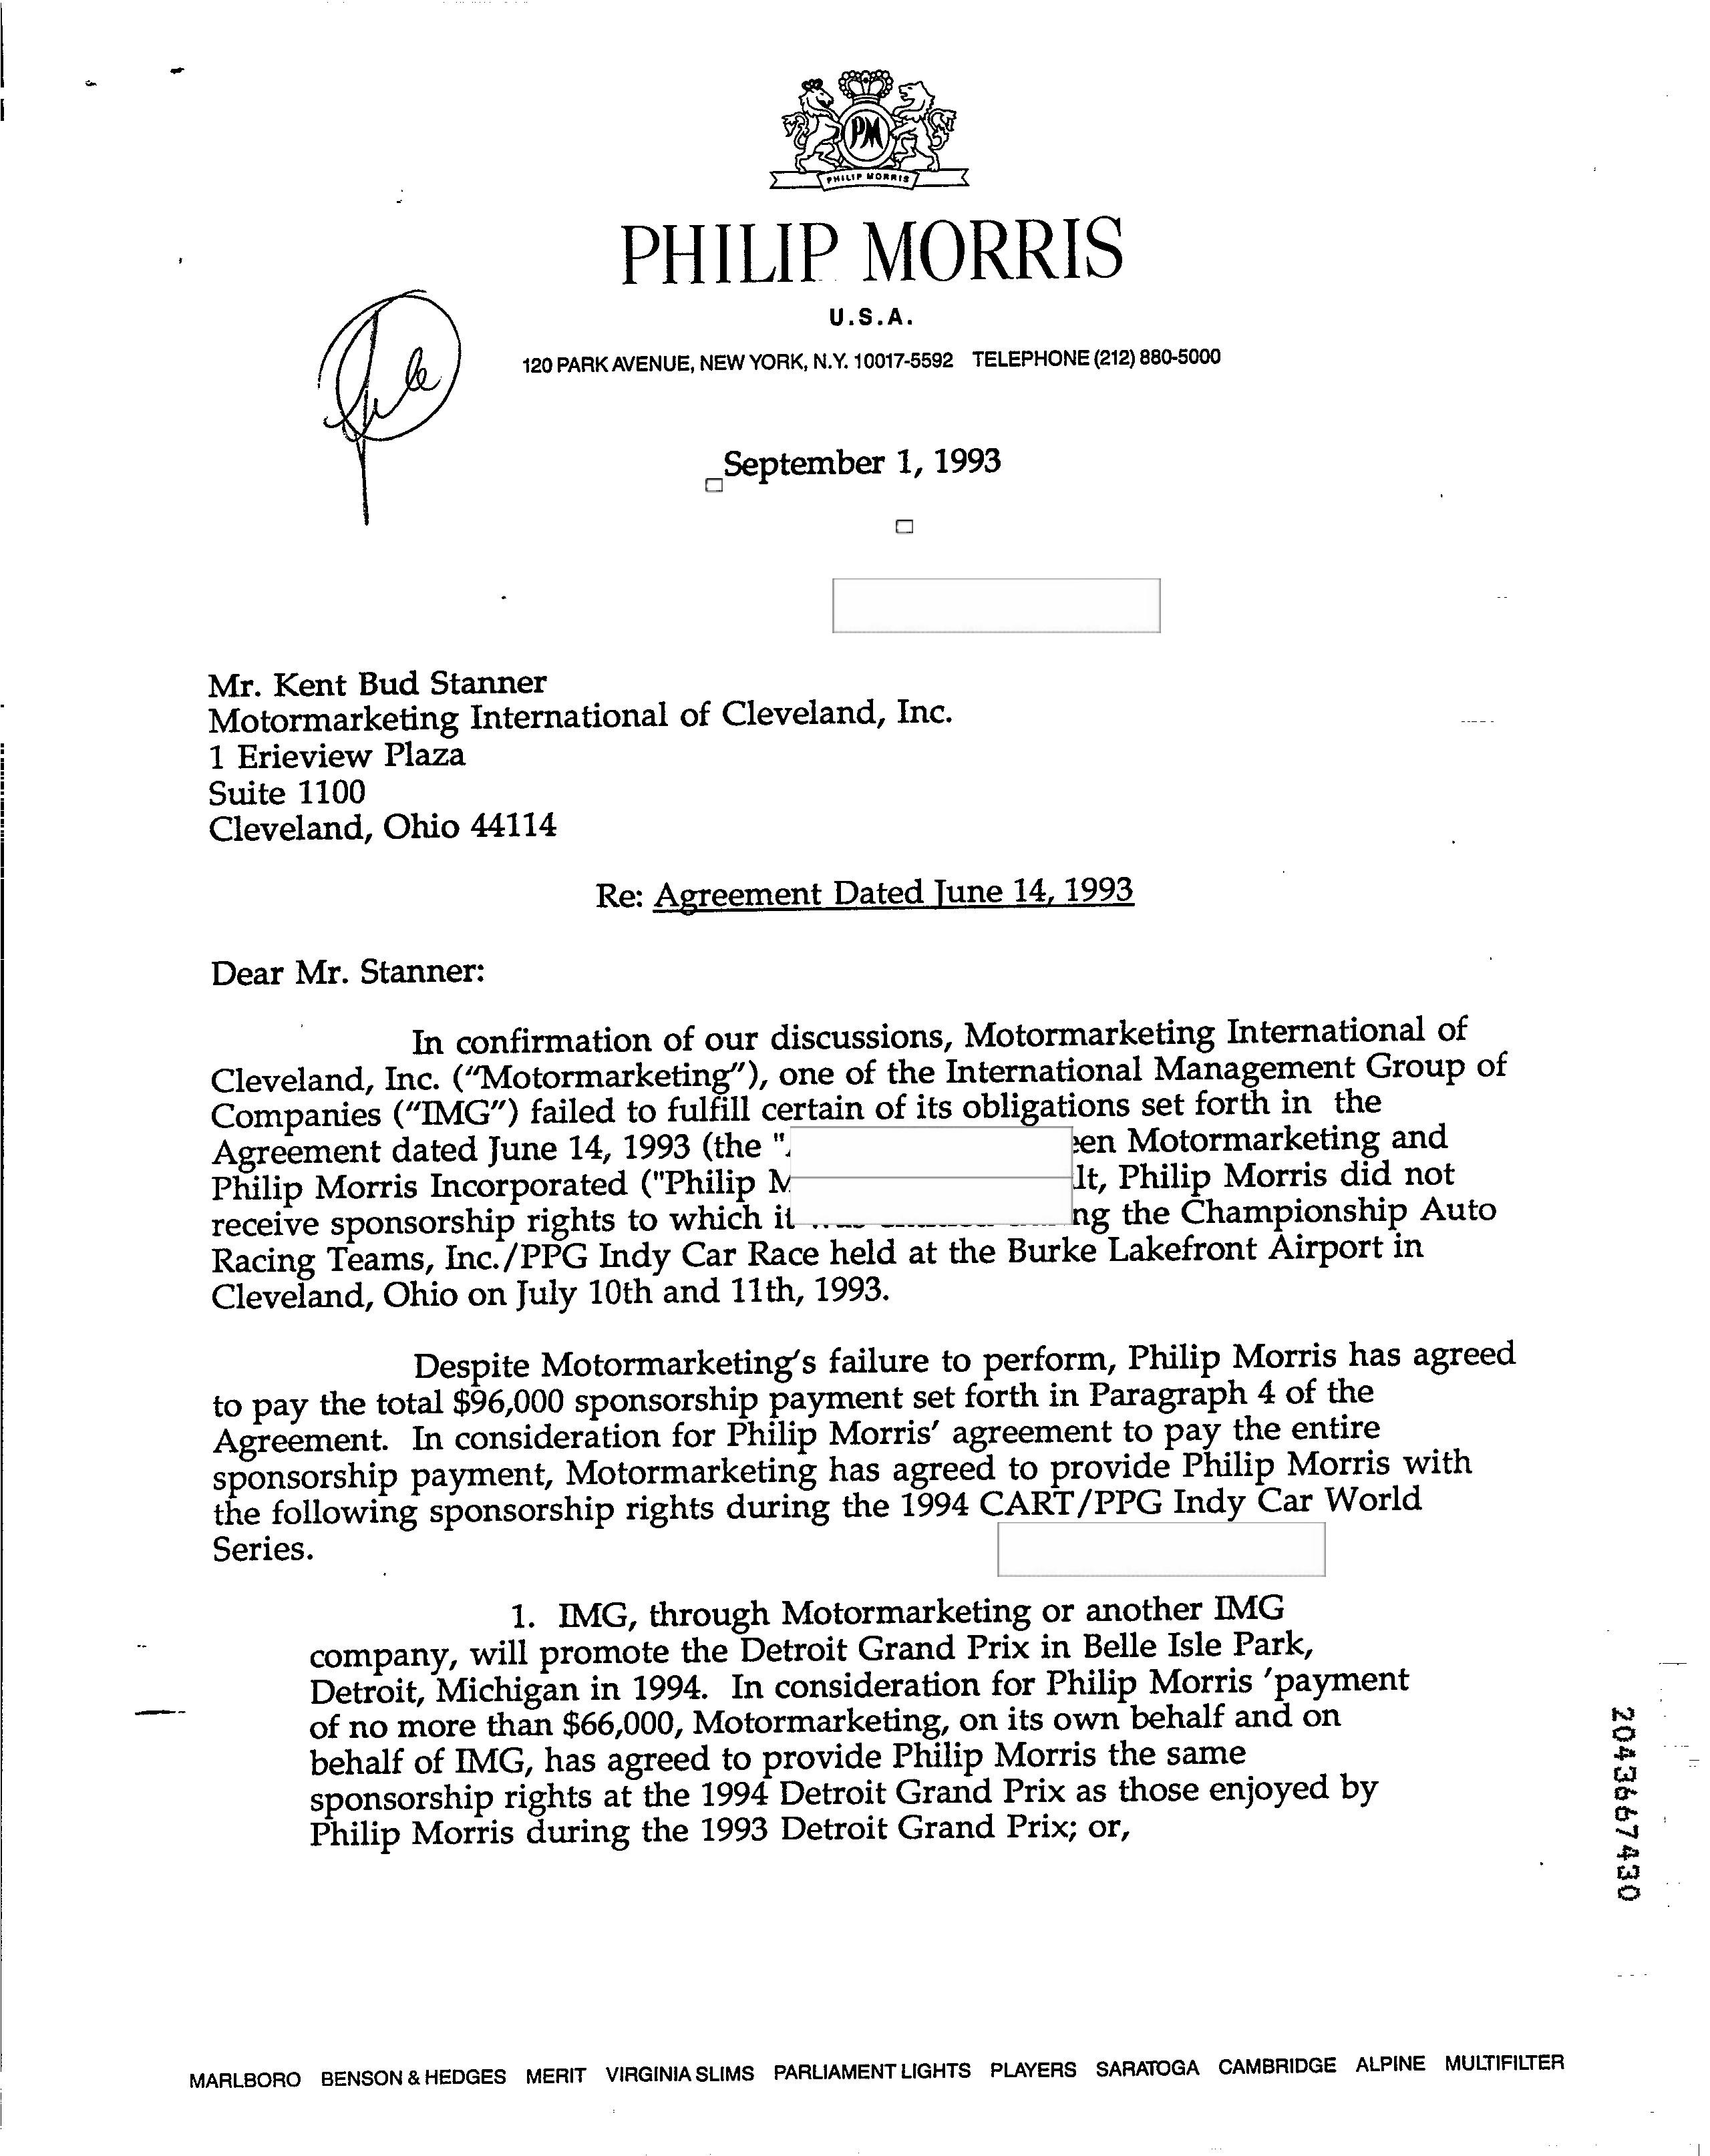 PM
PHILIP MORRIS
PHILIP MORRIS
U.S.A.
120 PARK AVENUE, NEW YORK, N.Y. 10017-5592 TELEPHONE (212) 880-5000
September 1, 1993
Mr. Kent Bud Stanner
Motormarketing International of Cleveland, Inc.
1 Erieview Plaza
Suite 1100
Cleveland, Ohio 44114
Re: Agreement Dated June 14, 1993
Dear Mr. Stanner:
In confirmation of our discussions, Motormarketing International of
Cleveland, Inc. (“Motormarketing”), one of the International Management Group of
Companies (“IMG”) failed to fulfill certain of its obligations set forth in the
Agreement dated June 14, 1993 (the " Motormarketing and
Philip Morris Incorporated ("Philip Philip Morris did not
receive sponsorship rights to which the Championship Auto
Racing Teams, Inc./PPG Indy Car Race held at the Burke Lakefront Airport in
Cleveland, Ohio on July 10th and 11th, 1993.
Despite Motormarketing's failure to perform, Philip Morris has agreed
to pay the total $96,000 sponsorship payment set forth in Paragraph 4 of the
Agreement. In consideration for Philip Morris' agreement to pay the entire
sponsorship payment, Motormarketing has agreed to provide Philip Morris with
the following sponsorship rights during the 1994 CART/PPG Indy Car World
Series.
1. IMG, through Motormarketing or another IMG
company, will promote the Detroit Grand Prix in Belle Isle Park,
Detroit, Michigan in 1994. In consideration for Philip Morris 'payment
of no more than $66,000, Motormarketing, on its own behalf and on
behalf of IMG, has agreed to provide Philip Morris the same
sponsorship rights at the 1994 Detroit Grand Prix as those enjoyed by
Philip Morris during the 1993 Detroit Grand Prix; or,
2043667430
MARLBORO BENSON & HEDGES MERIT VIRGINIA SLIMS PARLIAMENT LIGHTS PLAYERS SARATOGA CAMBRIDGE ALPINE MULTIFILTER